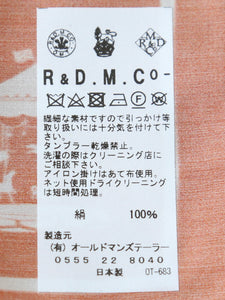 R & D . M . Co -
繊細な素材ですので引っかけ等
取り扱いには十分気を付けて下
さい。
タンブラー乾燥禁止。
洗濯の際はクリーニング店に
ご相談下さい。
アイロン掛けはあて布使用。
ネット使用ドライクリーニング
は短時間処理。
絹 100%
製造元
(有) オールドマンズテーラー
0555 22 8040
日本製 OT-683